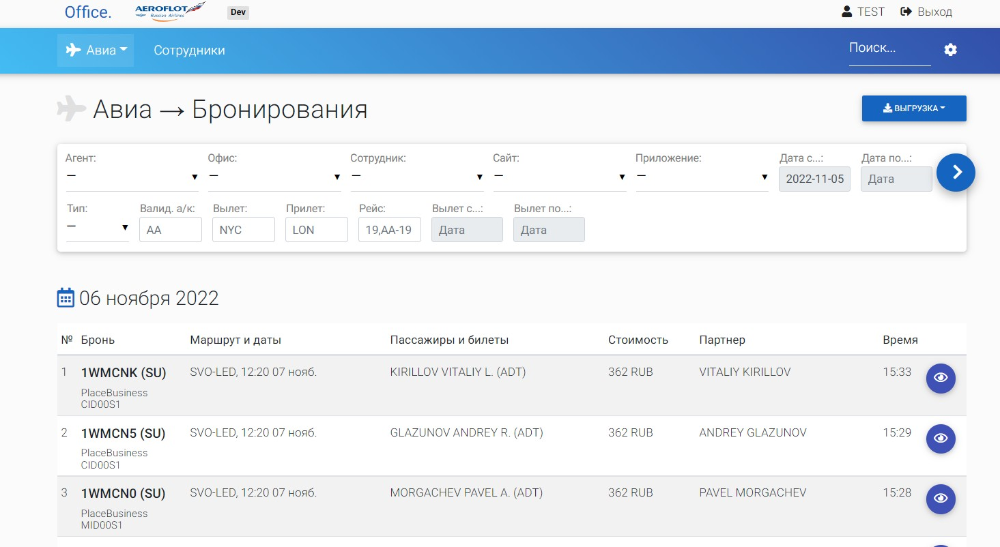 Office. AEROFLOT Dev TEST Выход
Russian Airlines
Авиа Сотрудники Поиск...
Авиа → Бронирования ВЫГРУЗКА
Агент: Офис: Сотрудник: Сайт: Приложение: Дата с...: Дата по...:
— — — — — 2022-11-05 Дата
Тип: Валид. а/к: Вылет: Прилет: Рейс: Вылет с...: Вылет по...:
— AA NYC LON 19,AA-19 Дата Дата
06 ноября 2022
№ Бронь Маршрут и даты Пассажиры и билеты Стоимость Партнер Время
1 1WMCNK (SU) SVO-LED, 12:20 07 нояб. KIRILLOV VITALIY L. (ADT) 362 RUB VITALIY KIRILLOV 15:33
PlaceBusiness
CID00S1
2 1WMCN5 (SU) SVO-LED, 12:20 07 нояб. GLAZUNOV ANDREY R. (ADT) 362 RUB ANDREY GLAZUNOV 15:29
PlaceBusiness
CID00S1
3 1WMCN0 (SU) SVO-LED, 12:20 07 нояб. MORGACHEV PAVEL A. (ADT) 362 RUB PAVEL MORGACHEV 15:28
PlaceBusiness
MID00S1